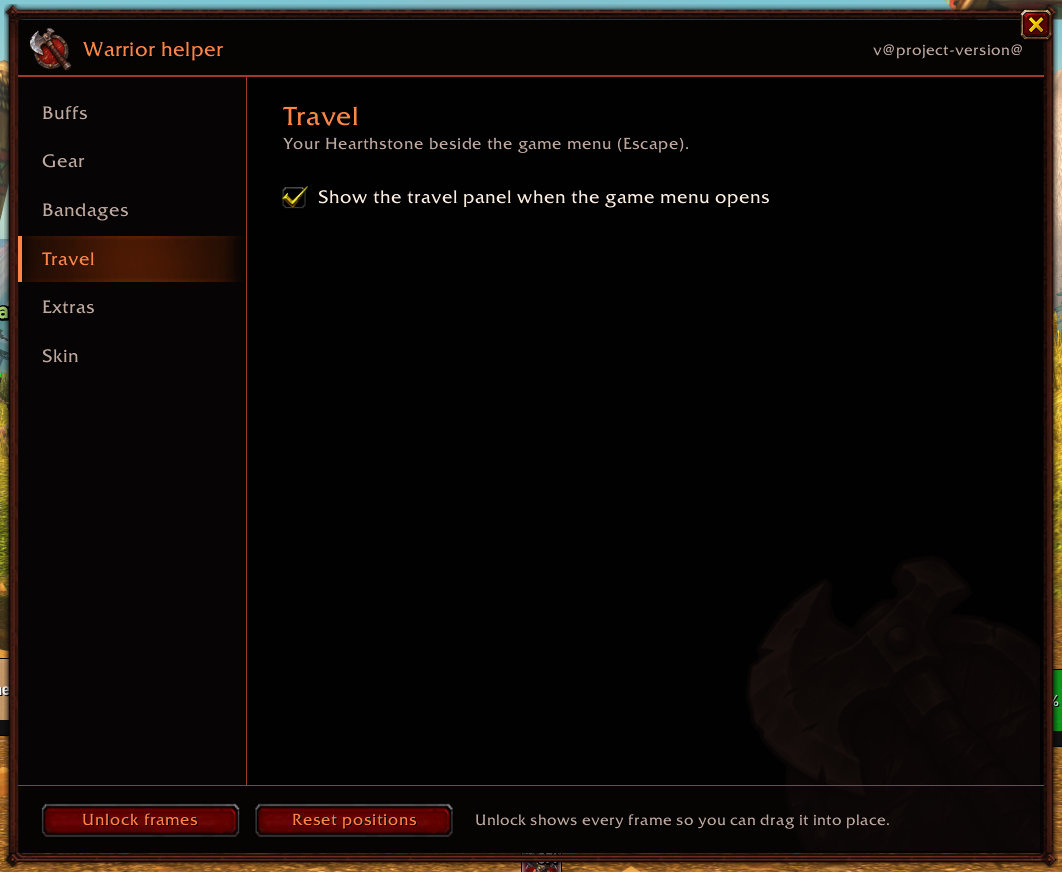 Warrior helper
v@project-version@
Buffs
Gear
Bandages
Travel
Extras
Skin
Travel
Your Hearthstone beside the game menu (Escape).
Show the travel panel when the game menu opens
Unlock frames
Reset positions
Unlock shows every frame so you can drag it into place.